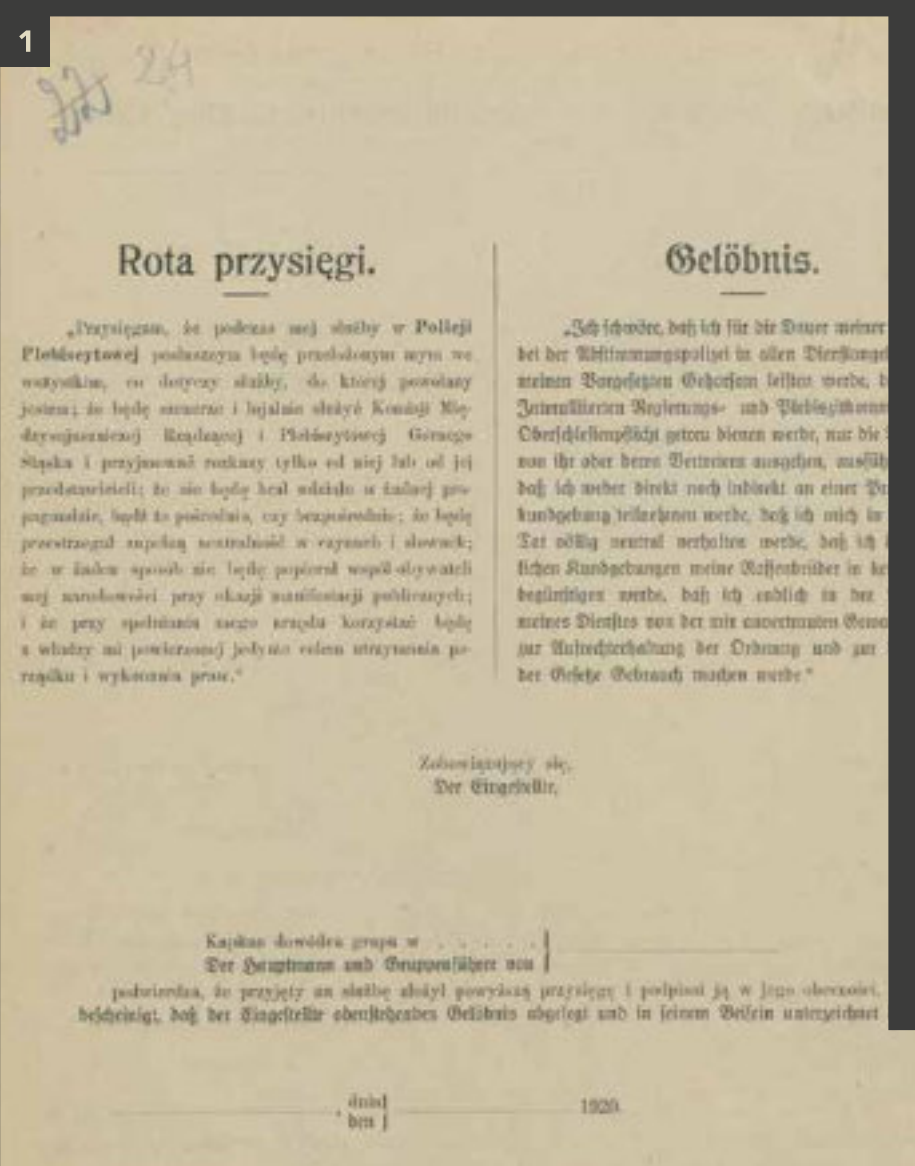 1
24
Rota przysięgi.
„Przysięgam, że podczas mej służby w Policji
Plebiscytowej posłusznym będę przełożonym mym we
wszystkim, co dotyczy służby, do której powołany
jestem; że będę szczerze i lojalnie służyć Komisji Mię-
dzysojuszniczej Rządzącej i Plebiscytowej Górnego
Śląska i przyjmować rozkazy tylko od niej lub od jej
przedstawicieli; że nie będę brał udziału w żadnej pro-
pagandzie, bądź to pośrednio, czy bezpośrednio; że będę
przestrzegał zupełną neutralność w czynach i słowach;
że w żaden sposób nie będę popierał współ-obywateli
mej narodowości przy okazji manifestacji publicznych;
i że przy spełnianiu mego urzędu korzystać będę
z władzy mi powierzonej jedynie celem utrzymania po-
rządku i wykonania praw.“
Gelöbnis.
„Ich schwöre, daß ich für die Dauer meiner
bei der Abstimmungspolizei in allen
meinen Vorgesetzten Gehorsam leisten werde,
Interalliierten Regierungs- und
getreu dienen werde, nur die
von ihr oder deren Vertretern ausgehen,
daß ich weder direkt noch indirekt an einer
kundgebung teilnehmen werde, daß ich mich in
Tat völlig neutral verhalten werde, daß ich
lichen Kundgebungen meine Rassenbrüder in
begünstigen werde, daß ich endlich in der
meines Dienstes von der mir anvertrauten
zur Aufrechterhaltung der Ordnung und zur
der Gesetze Gebrauch machen werde“
Zobowiązujący się,
Der Eingestellte,
Kapitan dowódca grupy w . . . . . .
Der Hauptmann und Gruppenführer von
potwierdza, że przyjęty na służbę złożył powyższą przysięgę i podpisał ją w jego obecności.
bescheinigt, daß der Eingestellte obenstehendes Gelöbnis abgelegt und in seinem Beisein unterzeichnet
, dnia
den
1920